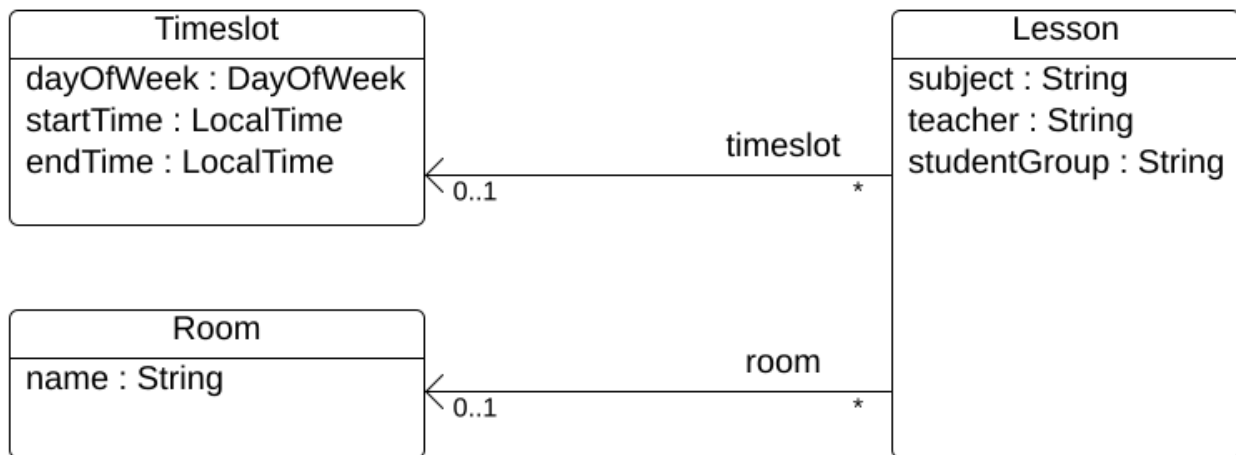 Timeslot
dayOfWeek : DayOfWeek
startTime : LocalTime
endTime : LocalTime
Lesson
subject : String
teacher : String
studentGroup : String
timeslot
0..1
*
Room
name : String
room
0..1
*